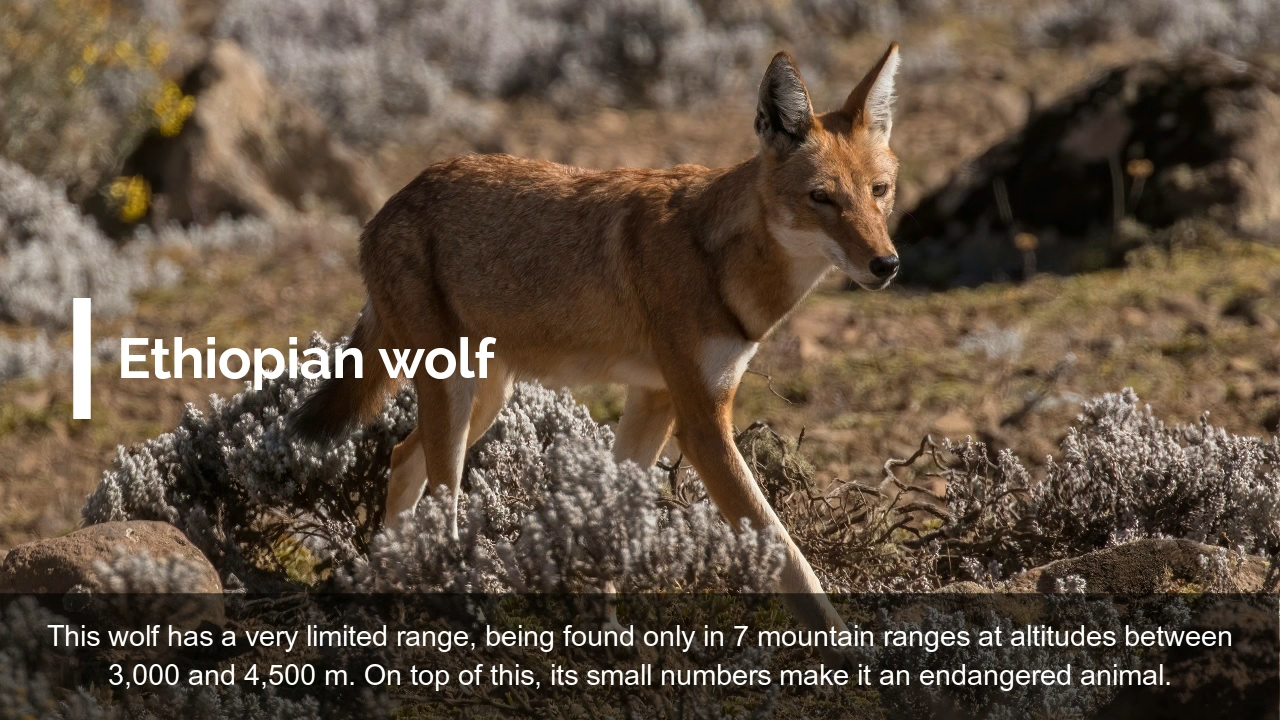 Ethiopian wolf
This wolf has a very limited range, being found only in 7 mountain ranges at altitudes between
3,000 and 4,500 m. On top of this, its small numbers make it an endangered animal.